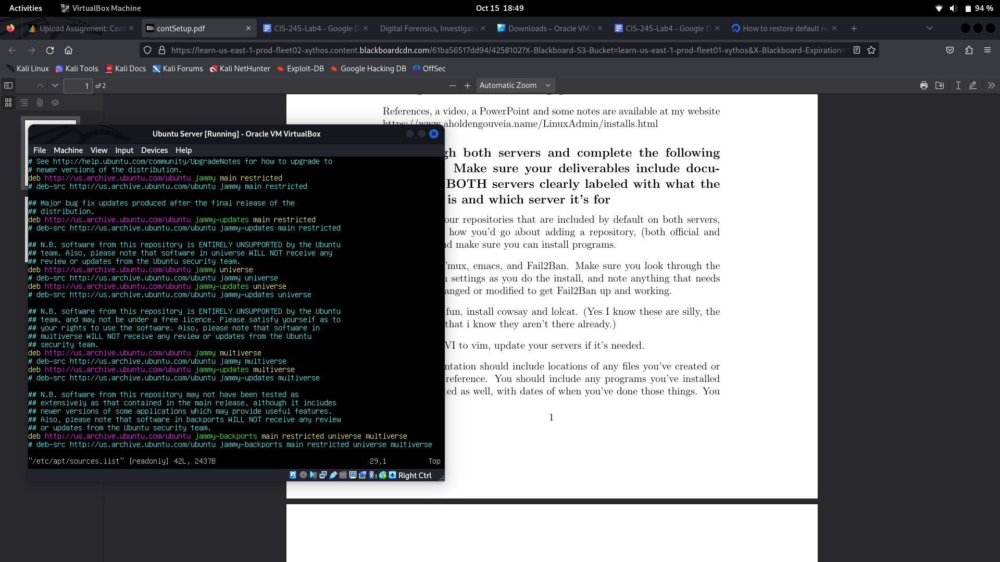 Activities
VirtualBox Machine
Oct 15 18:49
94 %
Upload Assignment: Cont
Bb contSetup.pdf
CIS-245-Lab4 - Google D
Digital Forensics, Investigati
Downloads – Oracle VM V
CIS-245-Lab4 - Google D
How to restore default re
https://learn-us-east-1-prod-fleet02-xythos.content.blackboardcdn.com/61ba56517dd94/4258102?X-Blackboard-S3-Bucket=learn-us-east-1-prod-fleet01-xythos&X-Blackboard-Expiration=
Kali Linux
Kali Tools
Kali Docs
Kali Forums
Kali NetHunter
Exploit-DB
Google Hacking DB
OffSec
1 of 2
Automatic Zoom
References, a video, a PowerPoint and some notes are available at my website
https://www.aholdengouveia.name/LinuxAdmin/installs.html
gh both servers and complete the following
Make sure your deliverables include docu-
BOTH servers clearly labeled with what the
is and which server it's for
our repositories that are included by default on both servers,
how you'd go about adding a repository, (both official and
nd make sure you can install programs.
Tmux, emacs, and Fail2Ban. Make sure you look through the
n settings as you do the install, and note anything that needs
anged or modified to get Fail2Ban up and working.
fun, install cowsay and lolcat. (Yes I know these are silly, the
that i know they aren't there already.)
VI to vim, update your servers if it's needed.
ntation should include locations of any files you've created or
reference. You should include any programs you've installed
ted as well, with dates of when you've done those things. You
1
Ubuntu Server [Running] - Oracle VM VirtualBox
File Machine View Input Devices Help
# See http://help.ubuntu.com/community/UpgradeNotes for how to upgrade to
# newer versions of the distribution.
deb http://us.archive.ubuntu.com/ubuntu jammy main restricted
# deb-src http://us.archive.ubuntu.com/ubuntu jammy main restricted
## Major bug fix updates produced after the final release of the
## distribution.
deb http://us.archive.ubuntu.com/ubuntu jammy-updates main restricted
# deb-src http://us.archive.ubuntu.com/ubuntu jammy-updates main restricted
## N.B. software from this repository is ENTIRELY UNSUPPORTED by the Ubuntu
## team. Also, please note that software in universe WILL NOT receive any
## review or updates from the Ubuntu security team.
deb http://us.archive.ubuntu.com/ubuntu jammy universe
# deb-src http://us.archive.ubuntu.com/ubuntu jammy universe
deb http://us.archive.ubuntu.com/ubuntu jammy-updates universe
# deb-src http://us.archive.ubuntu.com/ubuntu jammy-updates universe
## N.B. software from this repository is ENTIRELY UNSUPPORTED by the Ubuntu
## team, and may not be under a free licence. Please satisfy yourself as to
## your rights to use the software. Also, please note that software in
## multiverse WILL NOT receive any review or updates from the Ubuntu
## security team.
deb http://us.archive.ubuntu.com/ubuntu jammy multiverse
# deb-src http://us.archive.ubuntu.com/ubuntu jammy multiverse
deb http://us.archive.ubuntu.com/ubuntu jammy-updates multiverse
# deb-src http://us.archive.ubuntu.com/ubuntu jammy-updates multiverse
## N.B. software from this repository may not have been tested as
## extensively as that contained in the main release, although it includes
## newer versions of some applications which may provide useful features.
## Also, please note that software in backports WILL NOT receive any review
## or updates from the Ubuntu security team.
deb http://us.archive.ubuntu.com/ubuntu jammy-backports main restricted universe multiverse
# deb-src http://us.archive.ubuntu.com/ubuntu jammy-backports main restricted universe multiverse
"/etc/apt/sources.list" [readonly] 42L, 2437B 29,1 Top
Right Ctrl